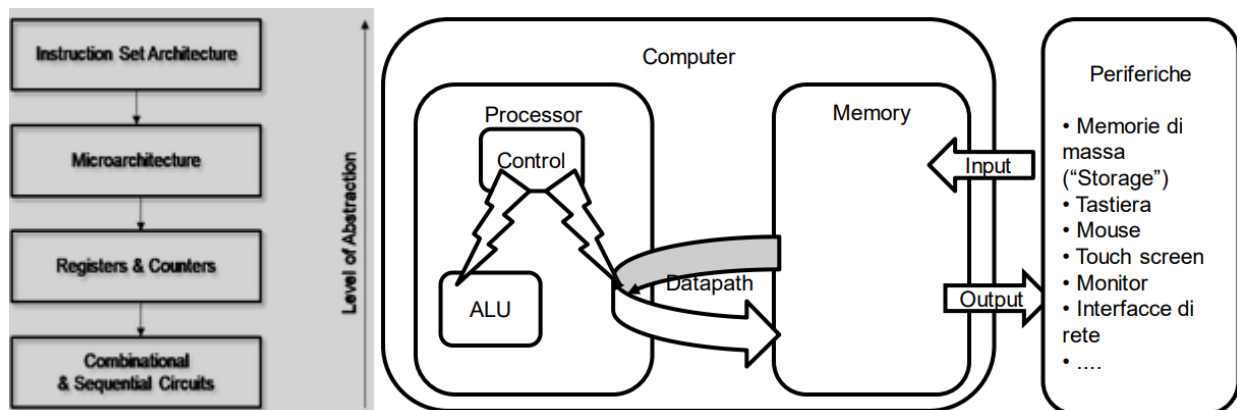 Instruction Set Architecture
Microarchitecture
Registers & Counters
Combinational
& Sequential Circuits
Level of Abstraction
Computer
Processor
Control
ALU
Datapath
Memory
Input
Output
Periferiche
• Memorie di
massa
(“Storage”)
• Tastiera
• Mouse
• Touch screen
• Monitor
• Interfacce di
rete
• ....